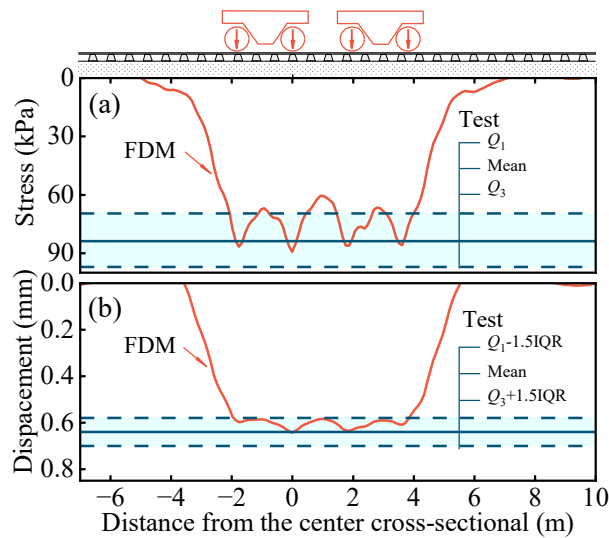 0
(a)
Test
Q1
FDM
Mean
30
Q3
60
90
Stress (kPa)
0.0
(b)
Test
Q1-1.5IQR
FDM
Mean
0.2
Q3+1.5IQR
0.4
0.6
0.8
Dispacement (mm)
−6 −4 −2 0 2 4 6 8 10
Distance from the center cross-sectional (m)